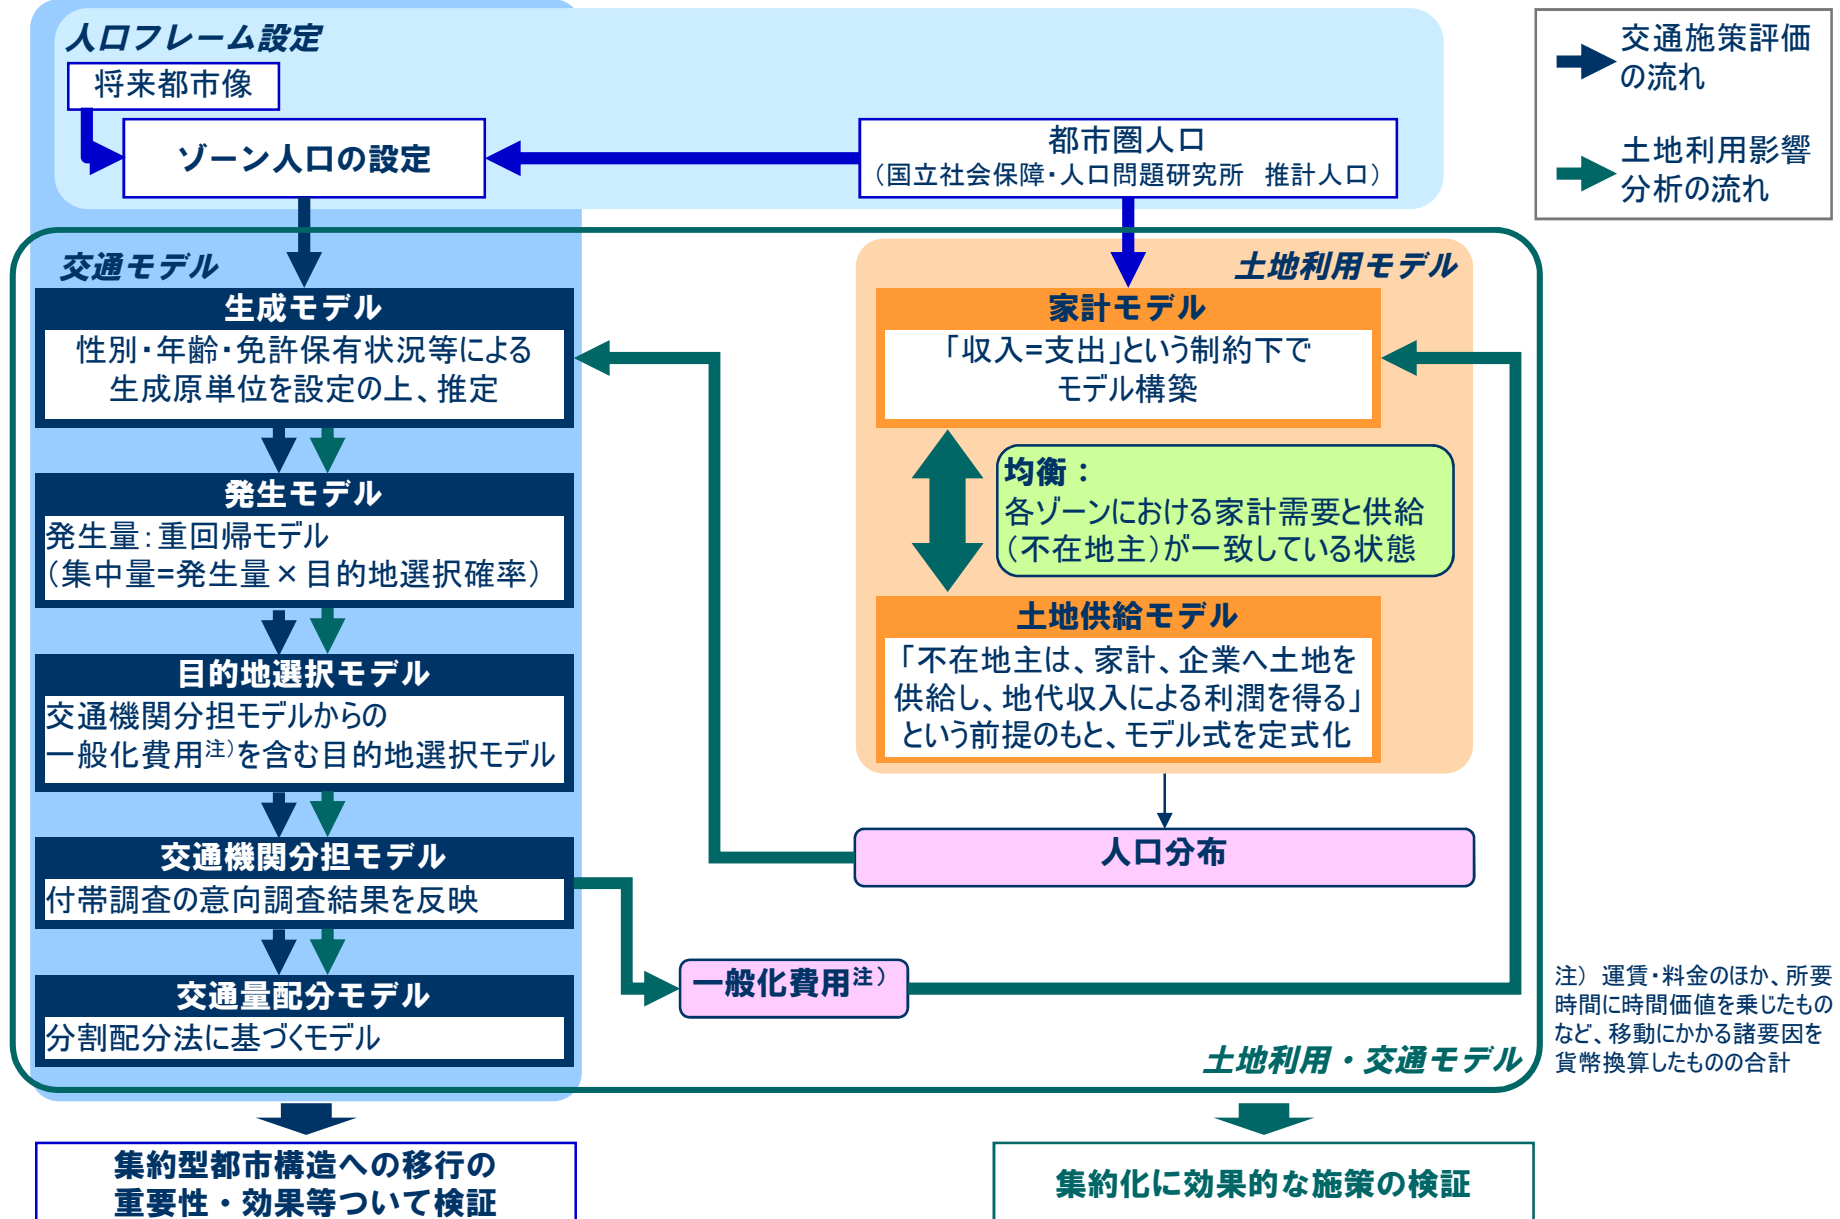 人口フレーム設定
将来都市像
ゾーン人口の設定
都市圏人口
（国立社会保障・人口問題研究所　推計人口）
交通施策評価
の流れ
土地利用影響
分析の流れ
交通モデル
生成モデル
性別・年齢・免許保有状況等による
生成原単位を設定の上、推定
発生モデル
発生量：重回帰モデル
（集中量=発生量×目的地選択確率）
目的地選択モデル
交通機関分担モデルからの
一般化費用注）を含む目的地選択モデル
交通機関分担モデル
付帯調査の意向調査結果を反映
交通量配分モデル
分割配分法に基づくモデル
土地利用モデル
家計モデル
「収入=支出」という制約下で
モデル構築
均衡：
各ゾーンにおける家計需要と供給
（不在地主）が一致している状態
土地供給モデル
「不在地主は、家計、企業へ土地を
供給し、地代収入による利潤を得る」
という前提のもと、モデル式を定式化
人口分布
一般化費用注）
土地利用・交通モデル
注） 運賃・料金のほか、所要
時間に時間価値を乗じたもの
など、移動にかかる諸要因を
貨幣換算したものの合計
集約型都市構造への移行の
重要性・効果等ついて検証
集約化に効果的な施策の検証